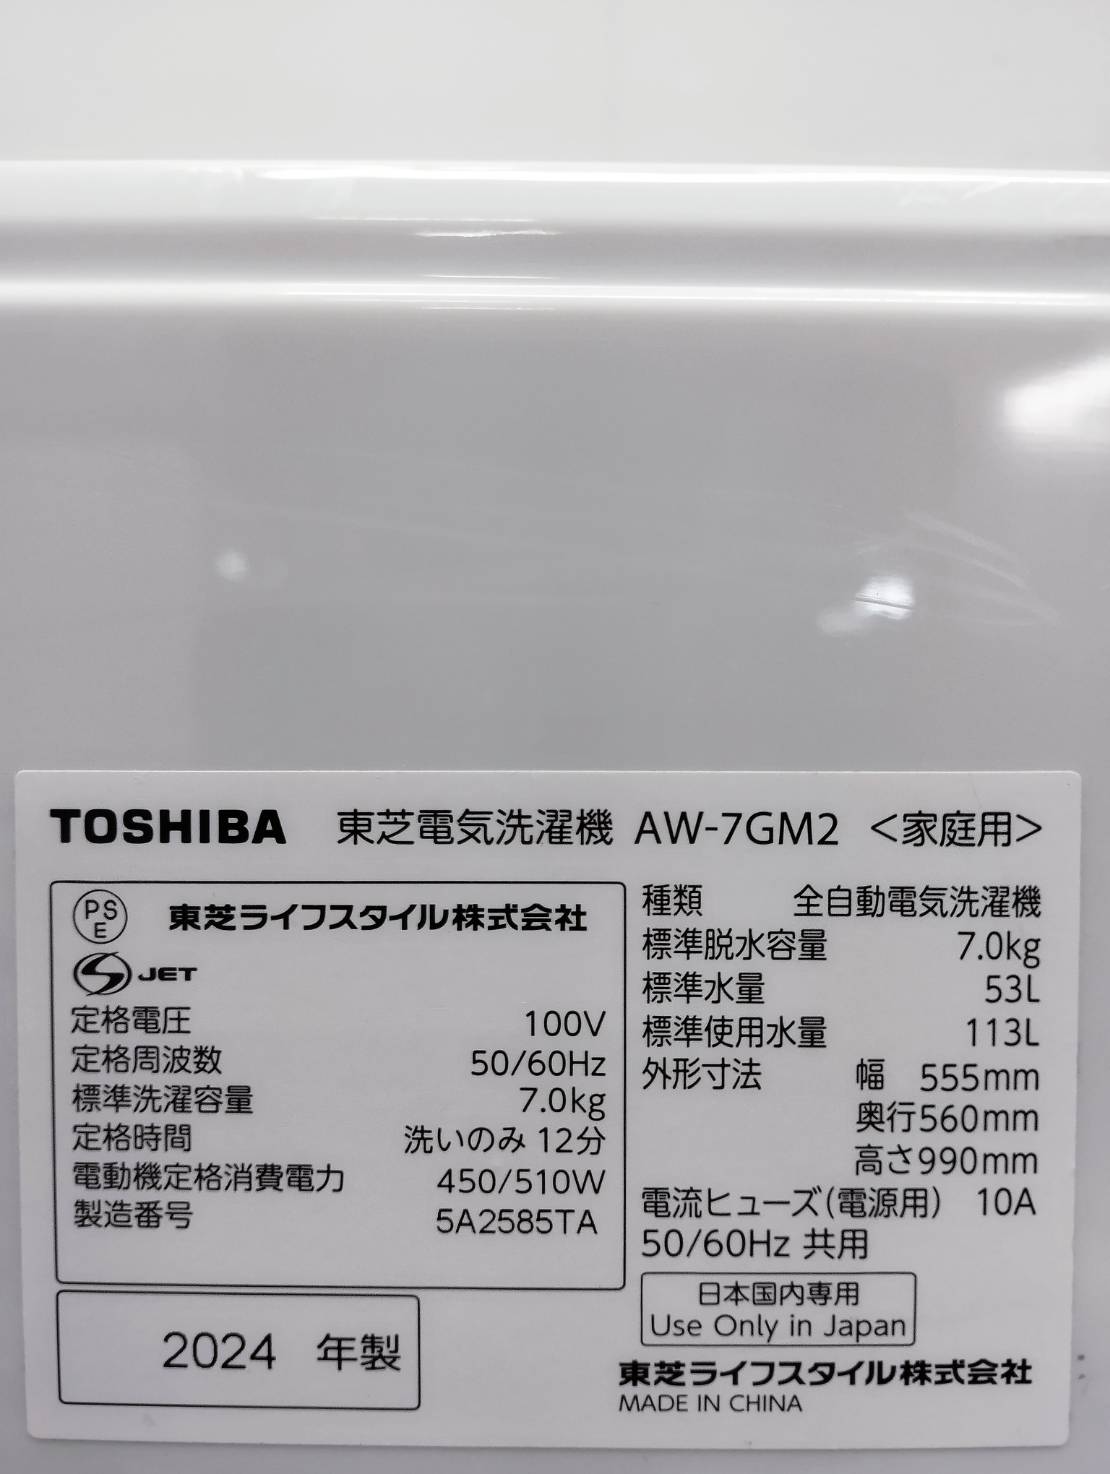 TOSHIBA 東芝電気洗濯機 AW-7GM2 <家庭用>
PS
E
東芝ライフスタイル株式会社
S JET
定格電圧 100V
定格周波数 50/60Hz
標準洗濯容量 7.0kg
定格時間 洗いのみ 12分
電動機定格消費電力 450/510W
製造番号 5A2585TA
2024 年製
種類 全自動電気洗濯機
標準脱水容量 7.0kg
標準水量 53L
標準使用水量 113L
外形寸法 幅 555mm
奥行560mm
高さ990mm
電流ヒューズ(電源用) 10A
50/60Hz 共用
日本国内専用
Use Only in Japan
東芝ライフスタイル株式会社
MADE IN CHINA